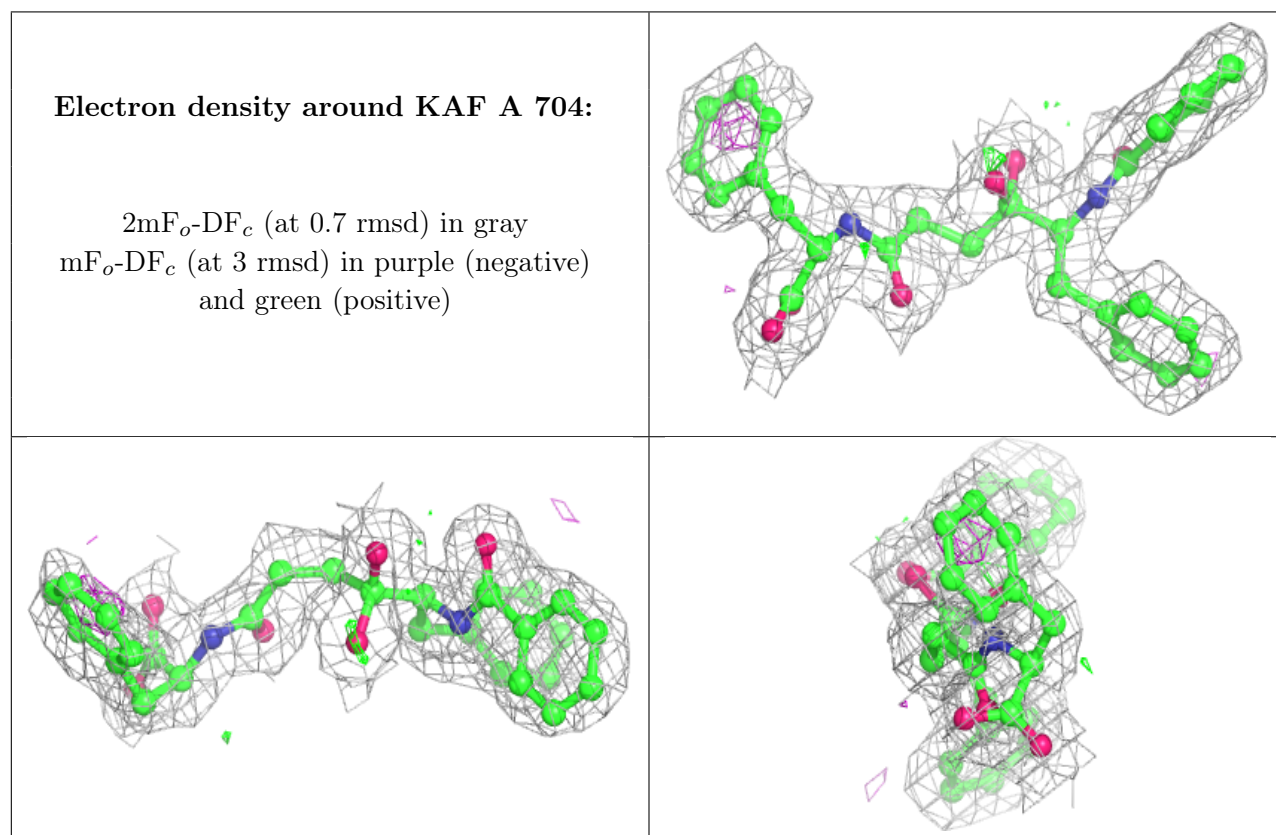 Electron density around KAF A 704:
2mFo-DFc (at 0.7 rmsd) in gray
mFo-DFc (at 3 rmsd) in purple (negative)
and green (positive)